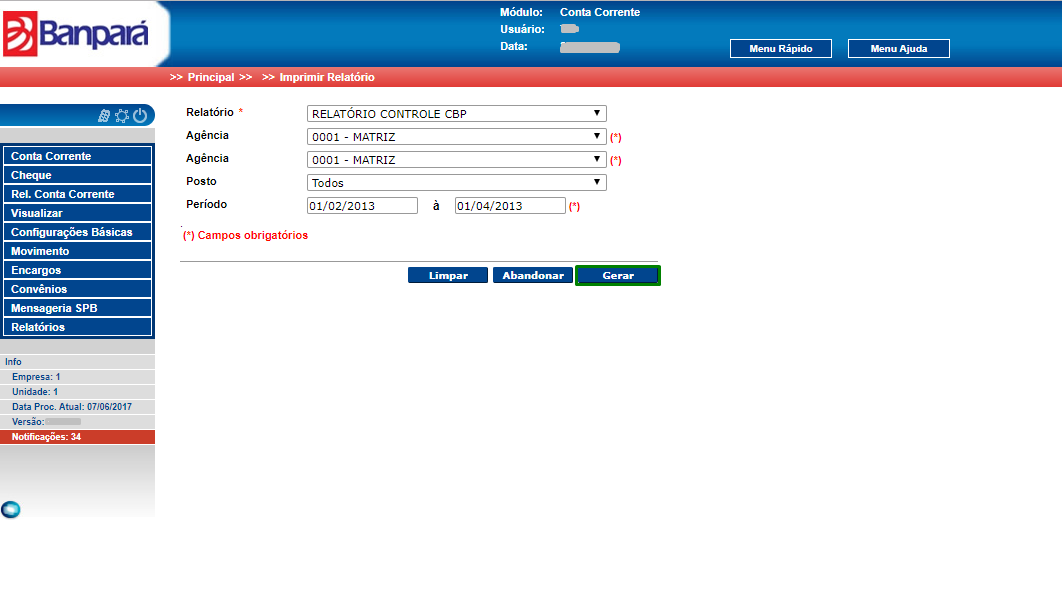 Banpará
Módulo: Conta Corrente
Usuário:
Data:
Menu Rápido
Menu Ajuda
>> Principal >> >> Imprimir Relatório
Conta Corrente
Cheque
Rel. Conta Corrente
Visualizar
Configurações Básicas
Movimento
Encargos
Convênios
Mensageria SPB
Relatórios
Info
Empresa: 1
Unidade: 1
Data Proc. Atual: 07/06/2017
Versão:
Notificações: 34
Relatório * RELATÓRIO CONTROLE CBP
Agência 0001 - MATRIZ (*)
Agência 0001 - MATRIZ (*)
Posto Todos
Período 01/02/2013 à 01/04/2013 (*)
(*) Campos obrigatórios
Limpar Abandonar Gerar